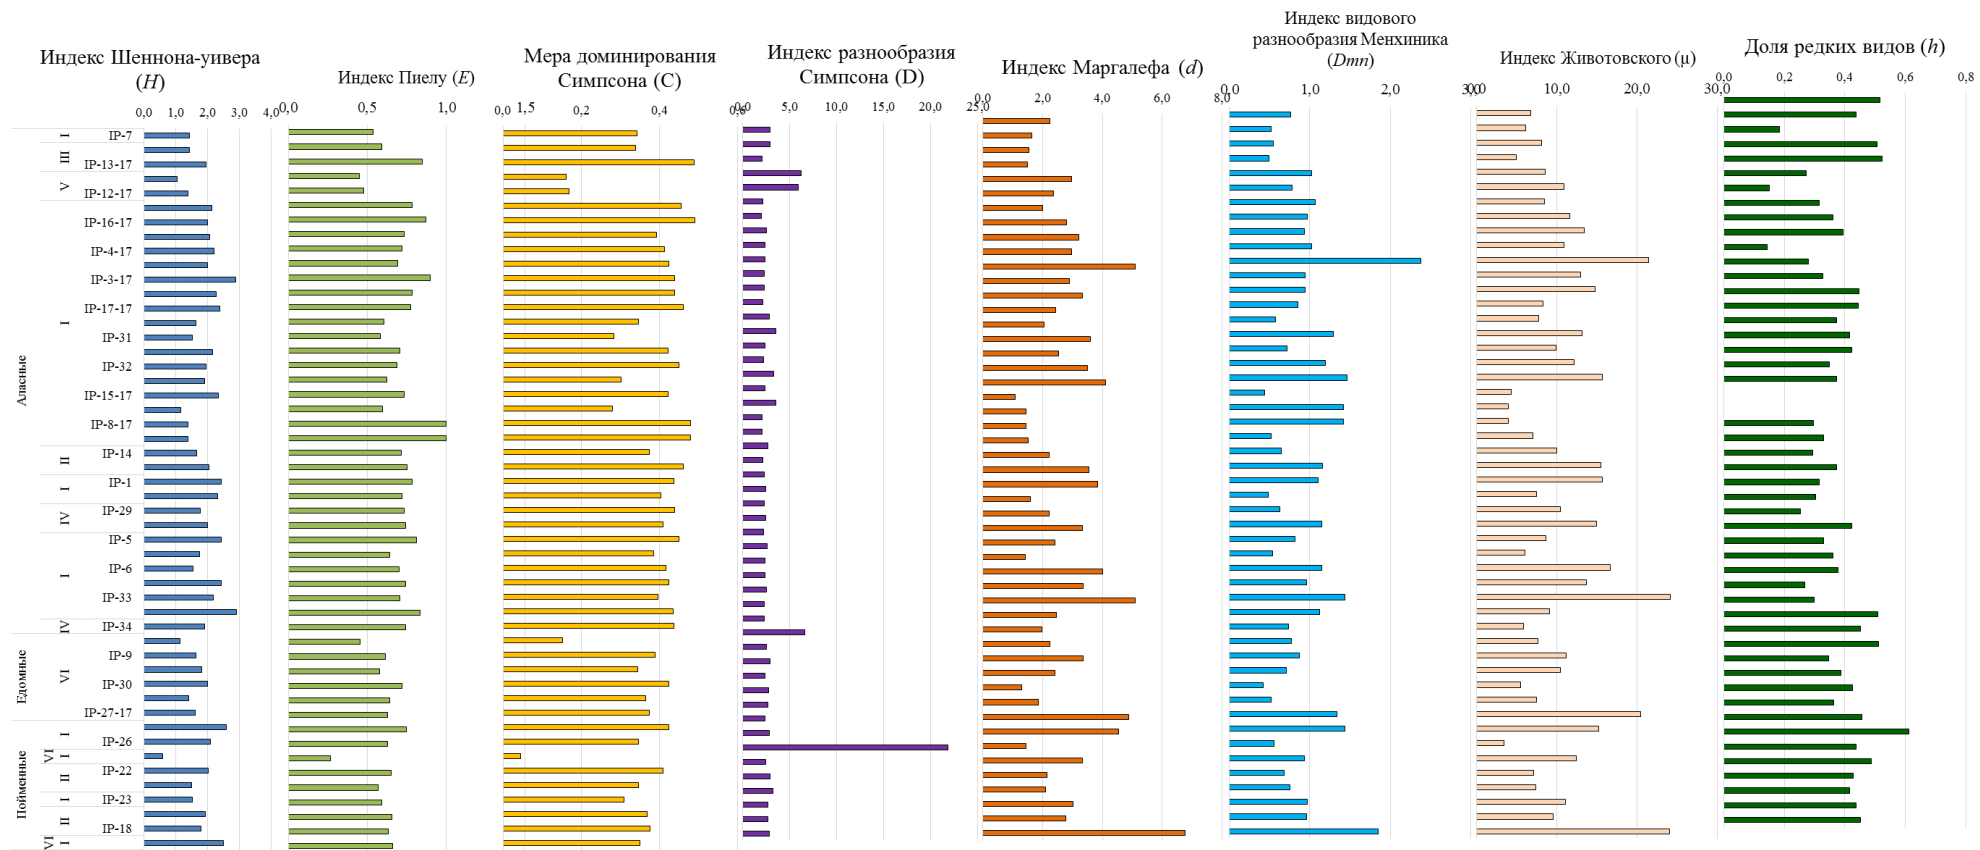 Индекс Шеннона-уивера
(H)
Индекс Пиелу (E)
Мера доминирования
Симпсона (C)
Индекс разнообразия
Симпсона (D)
Индекс Маргалефа (d)
Индекс видового
разнообразия Менхиника
(Dmn)
Индекс Животовского (μ)
Доля редких видов (h)
0,0 1,0 2,0 3,0 4,0
0,0 0,5 1,0 1,5
0,0 0,2 0,4 0,6
0,0 5,0 10,0 15,0 20,0 25,0
0,0 2,0 4,0 6,0 8,0
0,0 1,0 2,0 3,0
0,0 10,0 20,0 30,0
0,0 0,2 0,4 0,6 0,8
Аласные
I
IP-7
III
IP-13-17
V
IP-12-17
I
IP-16-17
IP-4-17
IP-3-17
IP-17-17
IP-31
IP-32
IP-15-17
IP-8-17
II
IP-14
I
IP-1
IV
IP-29
I
IP-5
IP-6
IP-33
IV
IP-34
Едомные
VI
IP-9
IP-30
IP-27-17
Пойменные
I
IP-26
VI
I
II
IP-22
I
IP-23
II
IP-18
VI
I